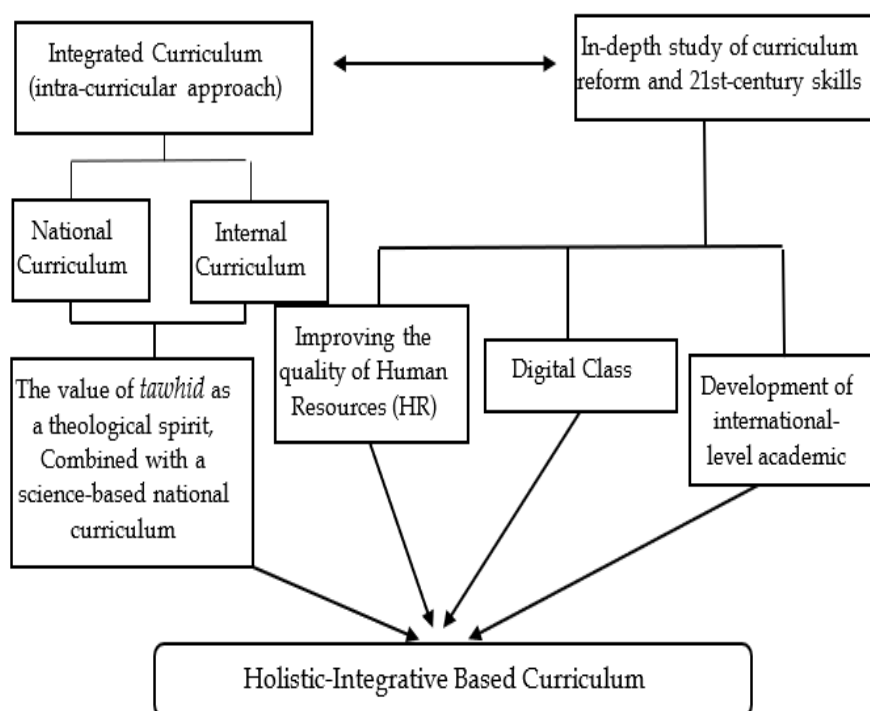 Integrated Curriculum
(intra-curricular approach)
In-depth study of curriculum
reform and 21st-century skills
National
Curriculum
Internal
Curriculum
The value of tawhid as
a theological spirit,
Combined with a
science-based national
curriculum
Improving the
quality of Human
Resources (HR)
Digital Class
Development of
international-
level academic
Holistic-Integrative Based Curriculum